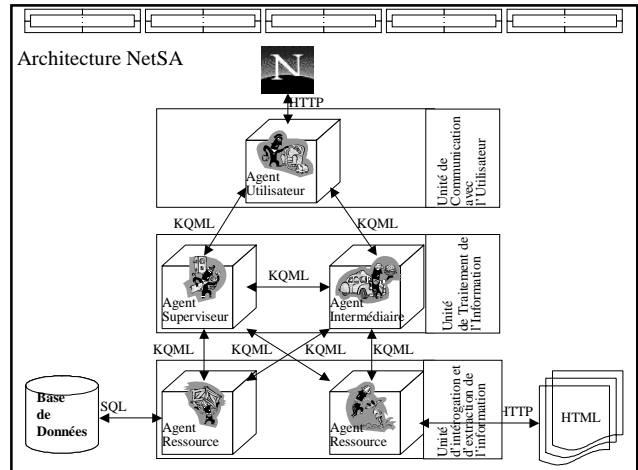 Architecture NetSA
N
HTTP
Agent
Utilisateur
Unité de
Communication
avec
l'Utilisateur
KQML
KQML
Agent
Superviseur
KQML
Agent
Intermédiaire
Unité
de Traitement de
l'Information
KQML
KQML
KQML
KQML
Base
de
Données
SQL
Agent
Ressource
Agent
Ressource
Unité
d'intérogation et
d'extraction de
l'information
HTTP
HTML